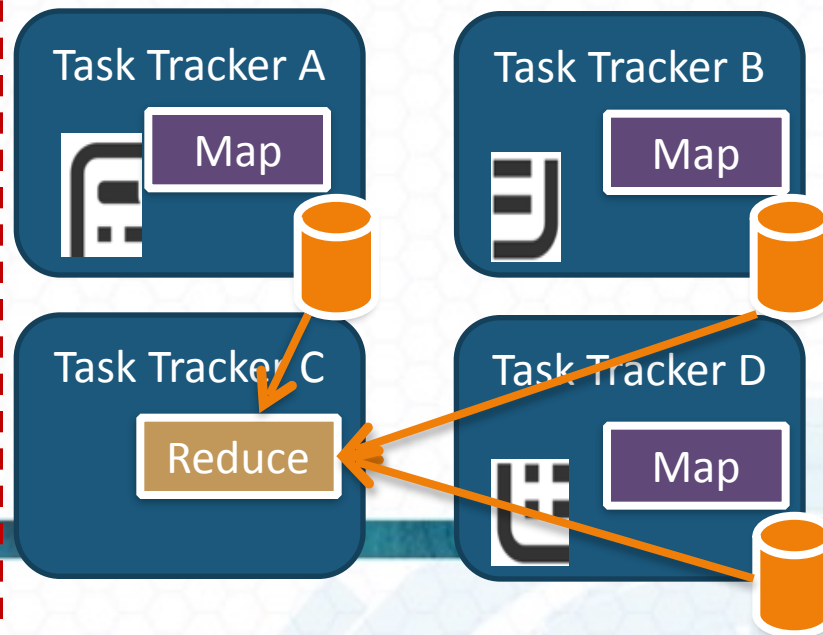 Task Tracker A
Map
Task Tracker B
Map
Task Tracker C
Reduce
Task Tracker D
Map